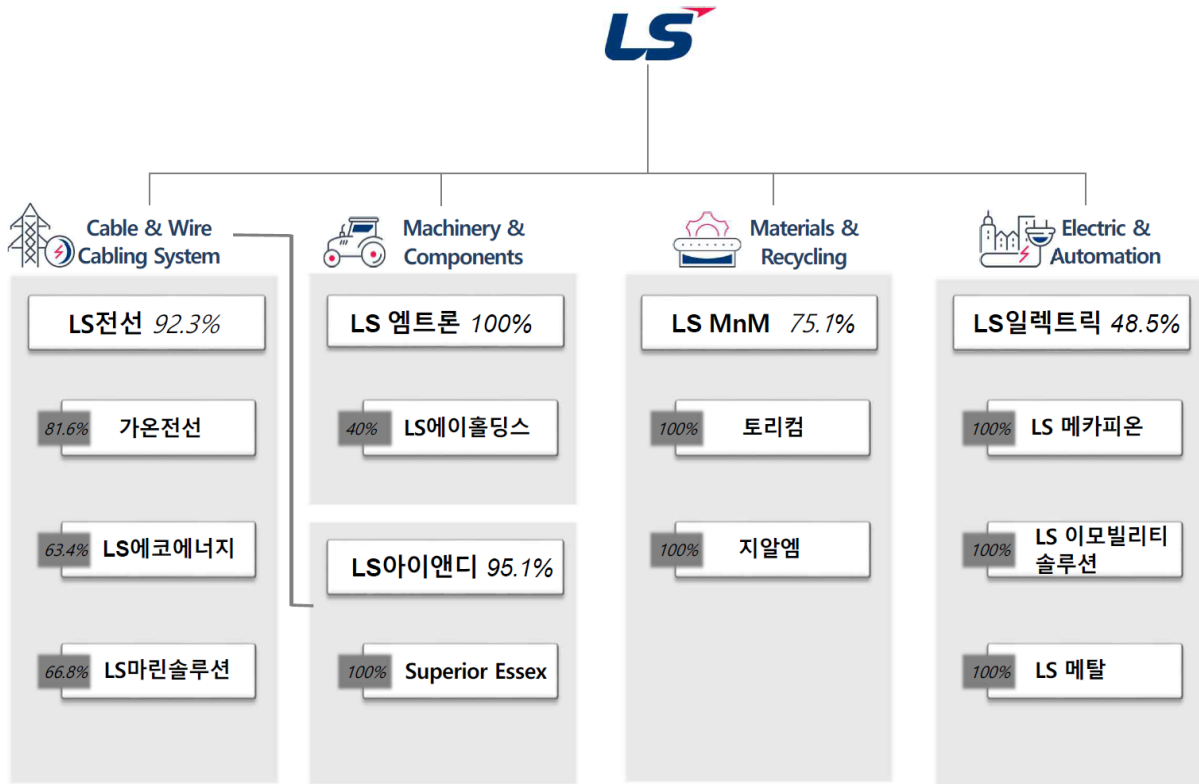 LS
Cable & Wire
Cabling System
LS전선 92.3%
81.6% 가온전선
63.4% LS에코에너지
66.8% LS마린솔루션
Machinery &
Components
LS 엠트론 100%
40% LS에이홀딩스
LS아이앤디 95.1%
100% Superior Essex
Materials &
Recycling
LS MnM 75.1%
100% 토리컴
100% 지알엠
Electric &
Automation
LS일렉트릭 48.5%
100% LS 메카피온
100% LS 이모빌리티
솔루션
100% LS 메탈